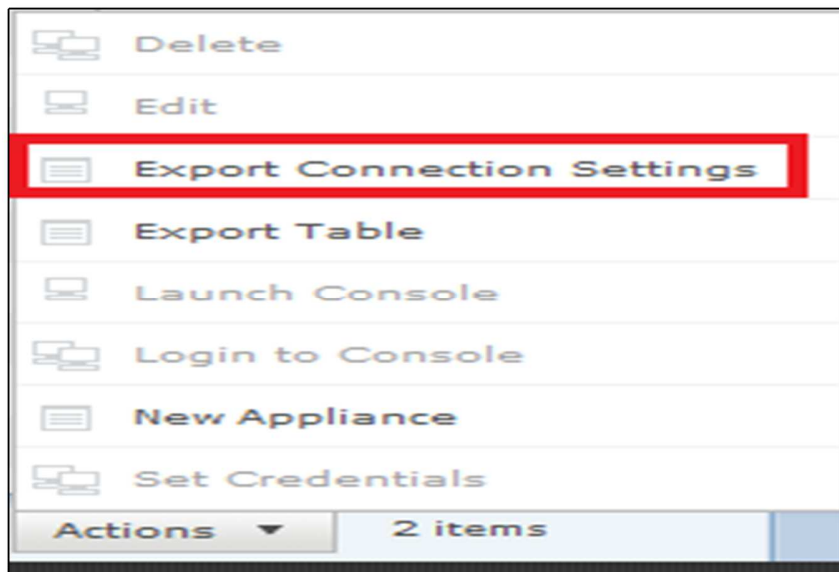 Delete
Edit
Export Connection Settings
Export Table
Launch Console
Login to Console
New Appliance
Set Credentials
Actions 2 items